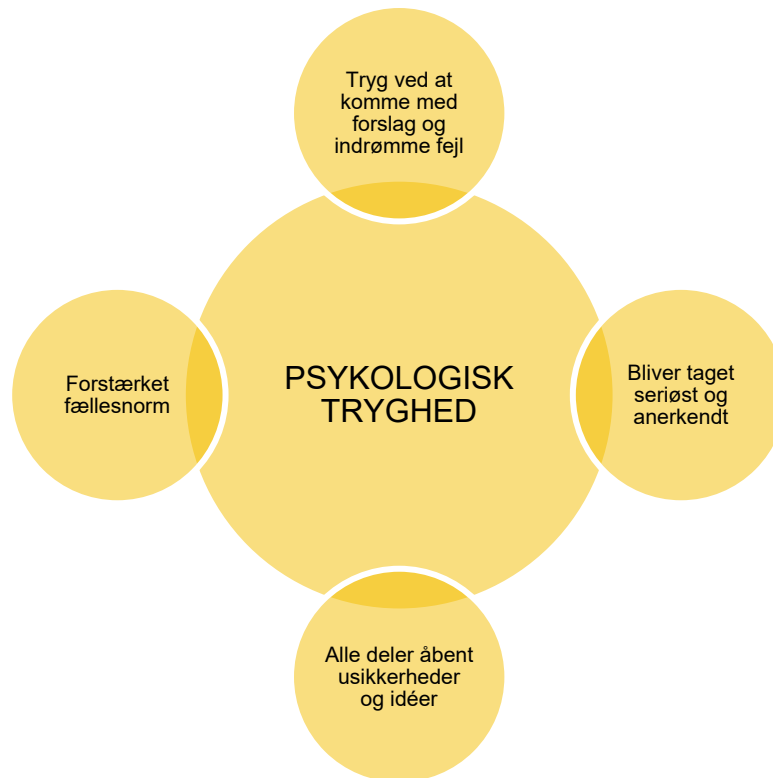 Tryg ved at
komme med
forslag og
indrømme fejl
Forstærket
fællesnorm
PSYKOLOGISK
TRYGHED
Bliver taget
seriøst og
anerkendt
Alle deler åbent
usikkerheder
og idéer